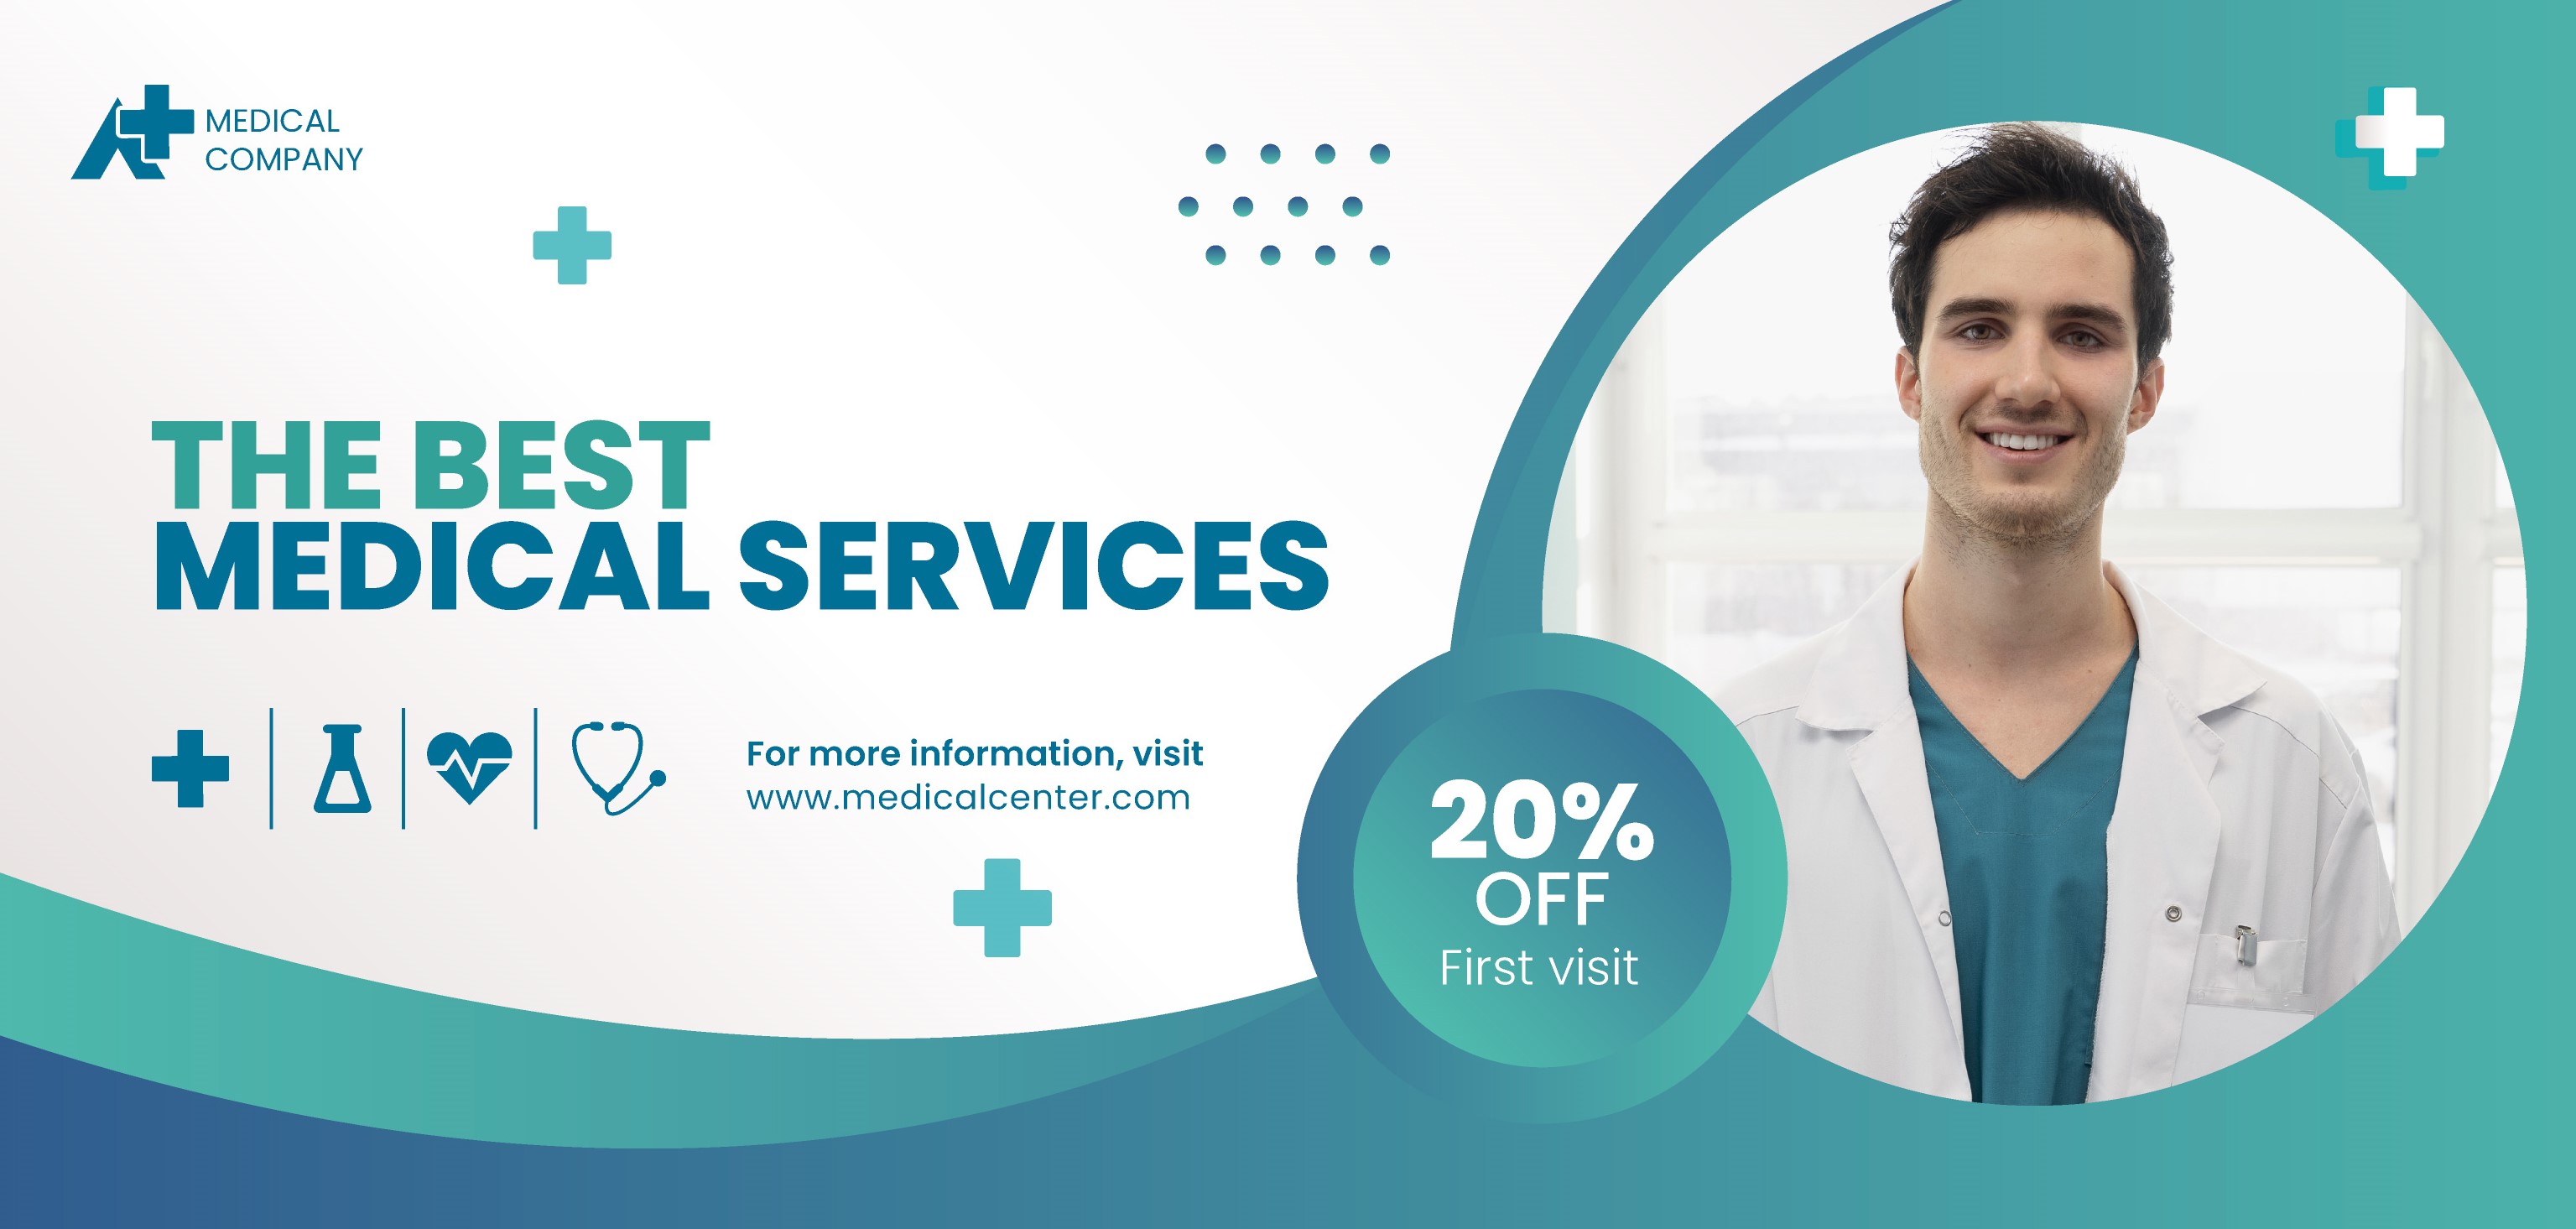 MEDICAL
COMPANY
THE BEST
MEDICAL SERVICES
For more information, visit
www.medicalcenter.com
20%
OFF
First visit